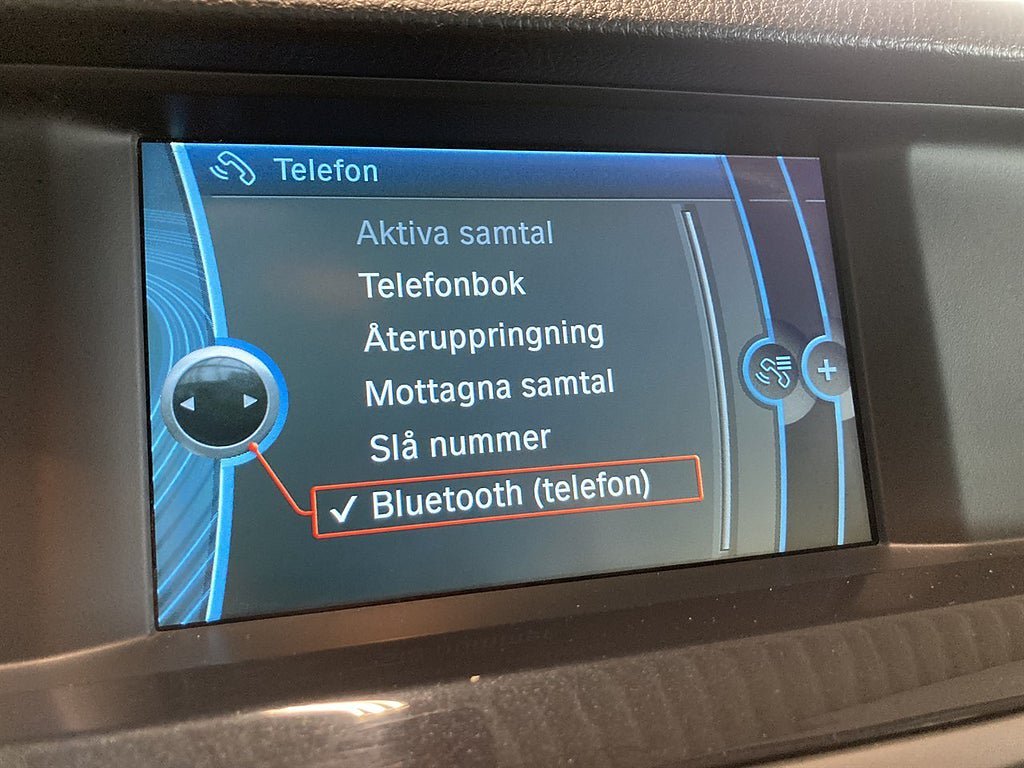 Telefon
Aktiva samtal
Telefonbok
Återuppringning
Mottagna samtal
Slå nummer
✓ Bluetooth (telefon)